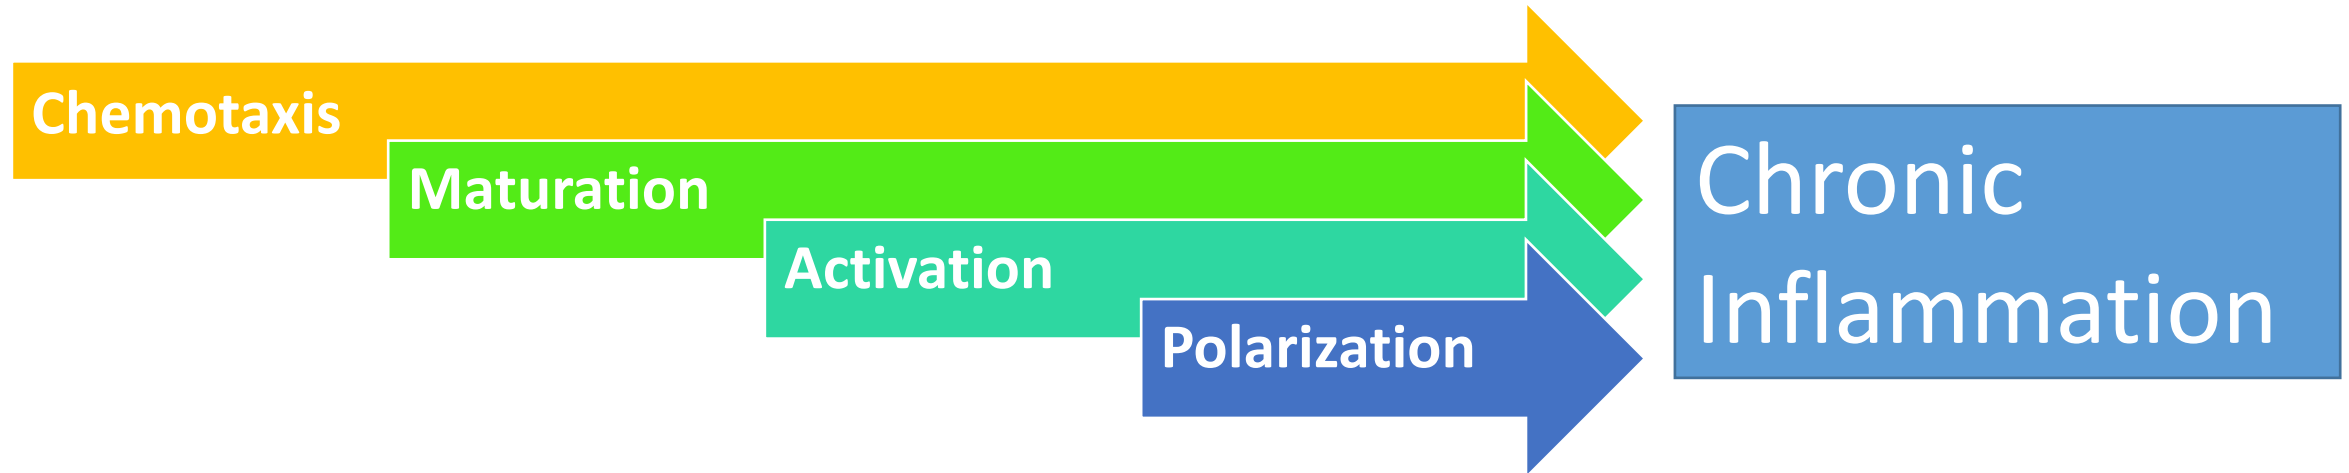 Chemotaxis
Maturation
Activation
Polarization
Chronic
Inflammation